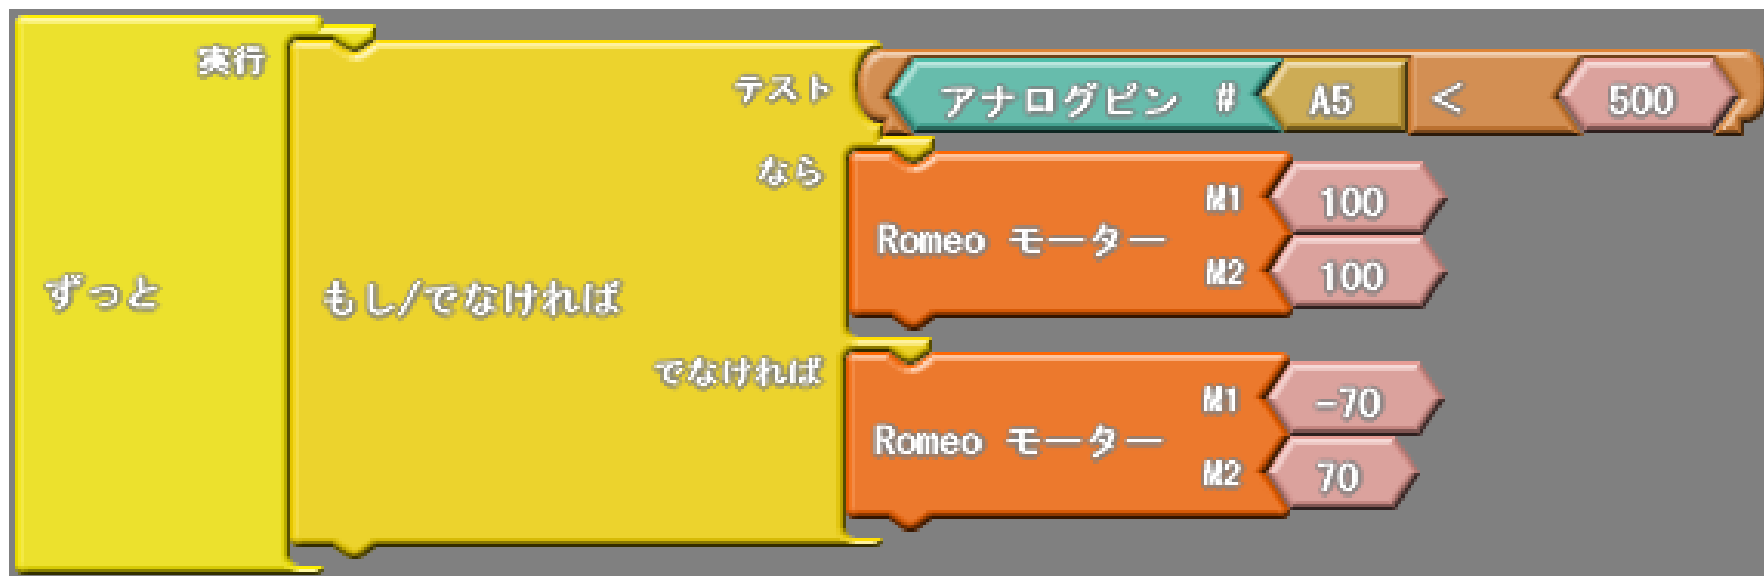 実行
テスト アナログピン # A5 < 500
なら
Romeo モーター M1 100
M2 100
ずっと
もし/でなければ
でなければ
Romeo モーター M1 -70
M2 70